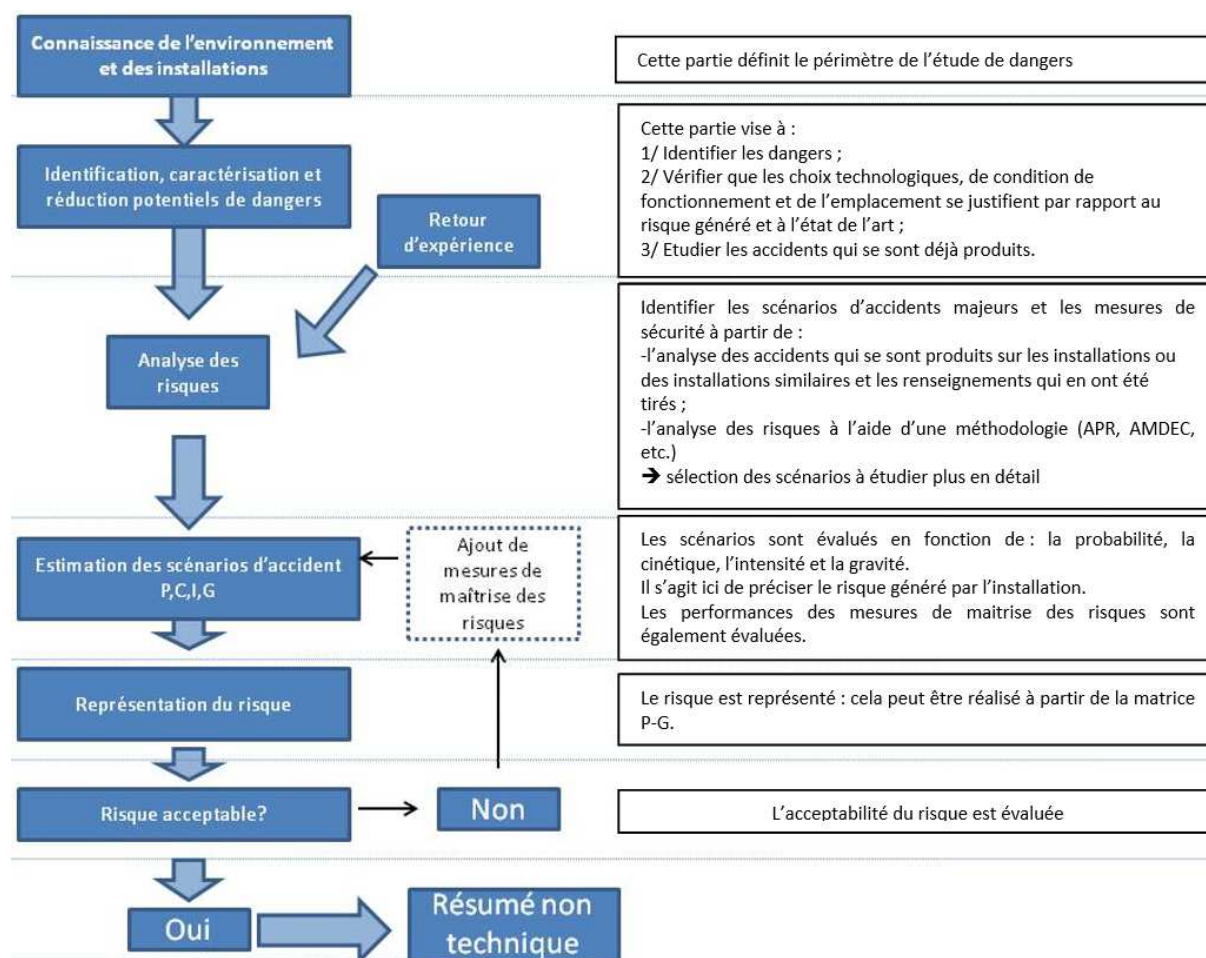 Connaissance de l'environnement
et des installations
Cette partie définit le périmètre de l'étude de dangers
Identification, caractérisation et
réduction potentiels de dangers
Retour
d'expérience
Cette partie vise à :
1/ Identifier les dangers ;
2/ Vérifier que les choix technologiques, de condition de
fonctionnement et de l'emplacement se justifient par rapport au
risque généré et à l'état de l'art ;
3/ Etudier les accidents qui se sont déjà produits.
Analyse des
risques
Identifier les scénarios d'accidents majeurs et les mesures de
sécurité à partir de :
-l'analyse des accidents qui se sont produits sur les installations ou
des installations similaires et les renseignements qui en ont été
tirés ;
-l'analyse des risques à l'aide d'une méthodologie (APR, AMDEC,
etc.)
➔ sélection des scénarios à étudier plus en détail
Estimation des scénarios d'accident
P,C,I,G
Ajout de
mesures de
maîtrise des
risques
Les scénarios sont évalués en fonction de : la probabilité, la
cinétique, l'intensité et la gravité.
Il s'agit ici de préciser le risque généré par l'installation.
Les performances des mesures de maitrise des risques sont
également évaluées.
Représentation du risque
Le risque est représenté : cela peut être réalisé à partir de la matrice
P-G.
Risque acceptable?
Non
L'acceptabilité du risque est évaluée
Oui
Résumé non
technique